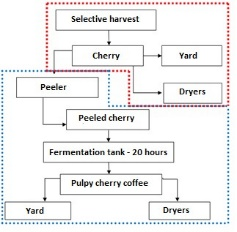 Selective harvest
Cherry
Yard
Dryers
Peeler
Peeled cherry
Fermentation tank - 20 hours
Pulpy cherry coffee
Yard
Dryers